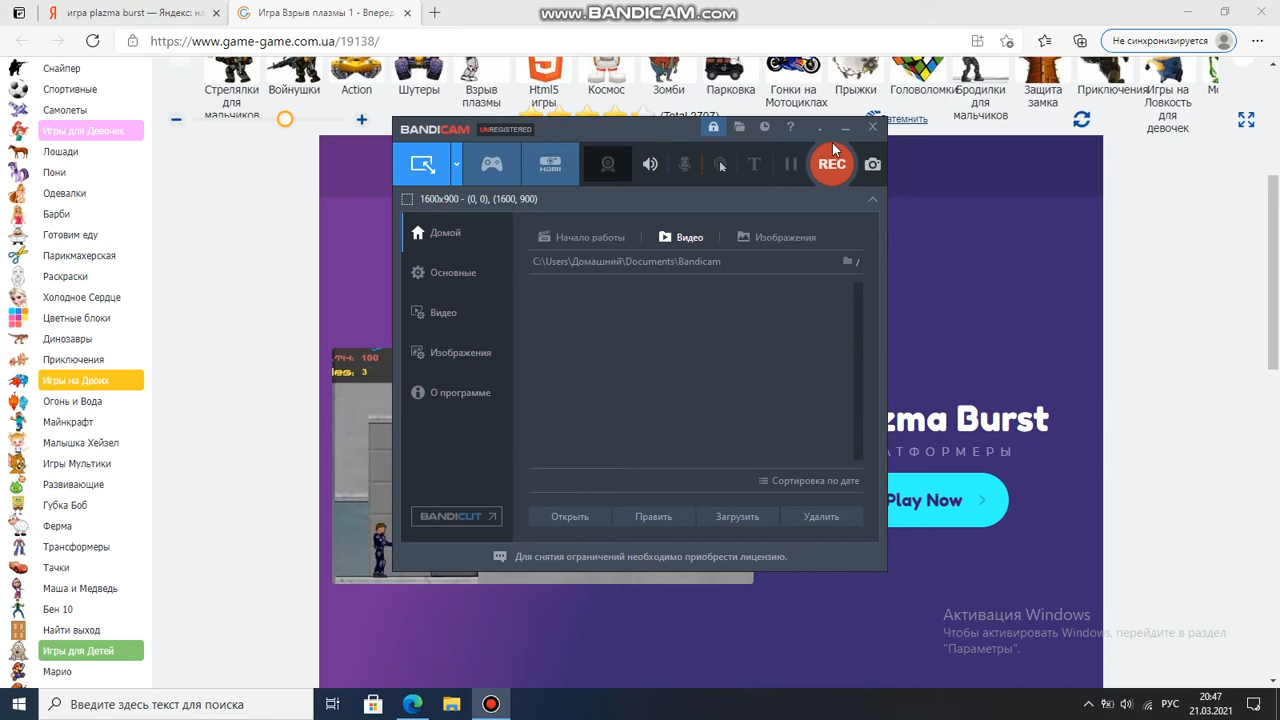 игра plazma burst — Яндекс на
Игра Взрыв плазмы 1 - Вперед
www.BANDICAM.com
https://www.game-game.com.ua/19138/
Не синхронизируется
Снайпер
Спортивные
Самолеты
Игры для Девочек
Лошади
Пони
Одевалки
Барби
Готовим еду
Парикмахерская
Раскраски
Холодное Сердце
Цветные блоки
Динозавры
Приключения
Игры на Двоих
Огонь и Вода
Майнкрафт
Малышка Хейзел
Игры Мультики
Развивающие
Губка Боб
Ферма
Трансформеры
Тачки
Маша и Медведь
Бен 10
Найти выход
Игры для Детей
Марио
Стрелялки для мальчиков
Войнушки
Action
Шутеры
Взрыв плазмы
Html5 игры
Космос
Зомби
Парковка
Гонки на Мотоциклах
Прыжки
Головоломки
Бродилки для мальчиков
Защита замка
Приключения
Игры на Ловкость для девочек
BANDICAM UNREGISTERED
HDMI
T
REC
1600x900 - (0, 0), (1600, 900)
Домой
Основные
Видео
Изображения
О программе
BANDICUT
Начало работы
Видео
Изображения
C:\Users\Домашний\Documents\Bandicam
Сортировка по дате
Открыть
Править
Загрузить
Удалить
Для снятия ограничений необходимо приобрести лицензию.
100
3
zma Burst
АТФОРМЕРЫ
Play Now
Активация Windows
Чтобы активировать Windows, перейдите в раздел
"Параметры".
Введите здесь текст для поиска
РУС
20:47
21.03.2021